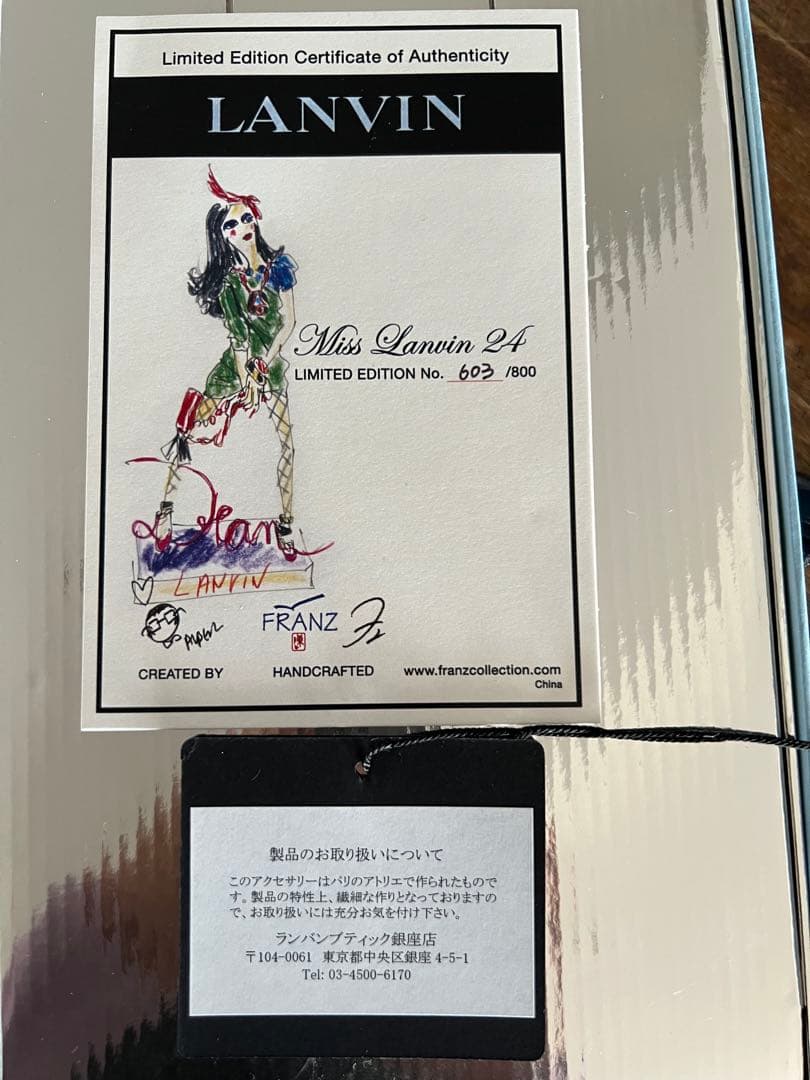 Limited Edition Certificate of Authenticity
LANVIN
Miss Lanvin 24
LIMITED EDITION No. 603 /800
LANVIN
FRANZ
CREATED BY HANDCRAFTED www.franzcollection.com
China
製品のお取り扱いについて
このアクセサリーはパリのアトリエで作られたもので
す。製品の特性上、繊細な作りとなっておりますの
で、お取り扱いには充分お気を付け下さい。
ランバンブティック銀座店
〒104-0061 東京都中央区銀座 4-5-1
Tel: 03-4500-6170